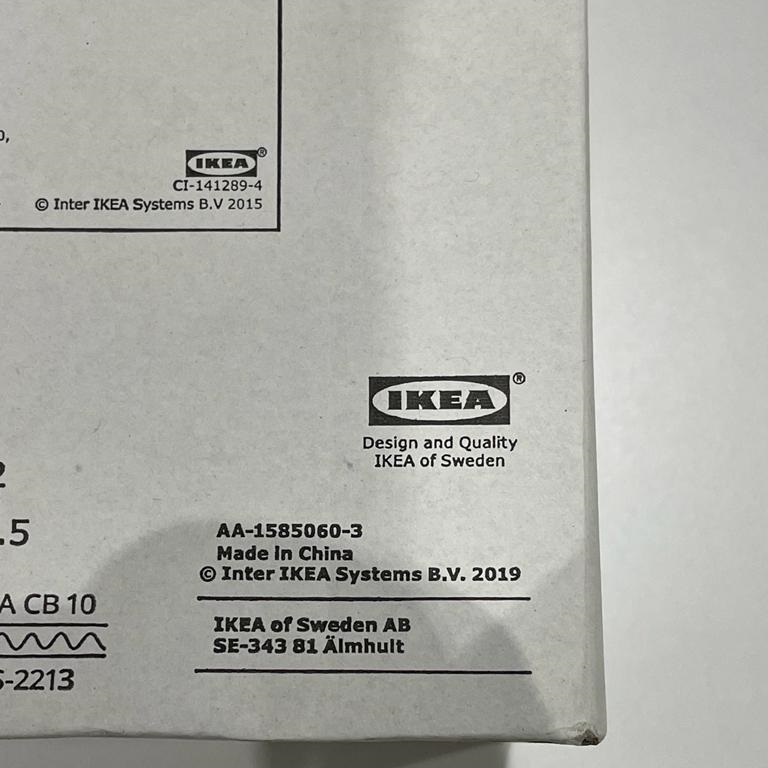 IKEA®
CI-141289-4
© Inter IKEA Systems B.V 2015
IKEA®
Design and Quality
IKEA of Sweden
.5
AA-1585060-3
Made in China
© Inter IKEA Systems B.V. 2019
A CB 10
IKEA of Sweden AB
SE-343 81 Älmhult
-2213